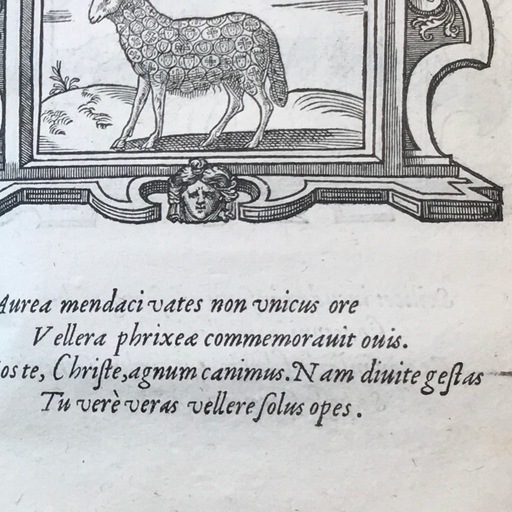 Aurea mendaci vates non vnicus ore
Vellera phrixeæ commemorauit ouis.
os te, Chriſte, agnum canimus. Nam diuite geſtas
Tu verè veras vellere ſolus opes.